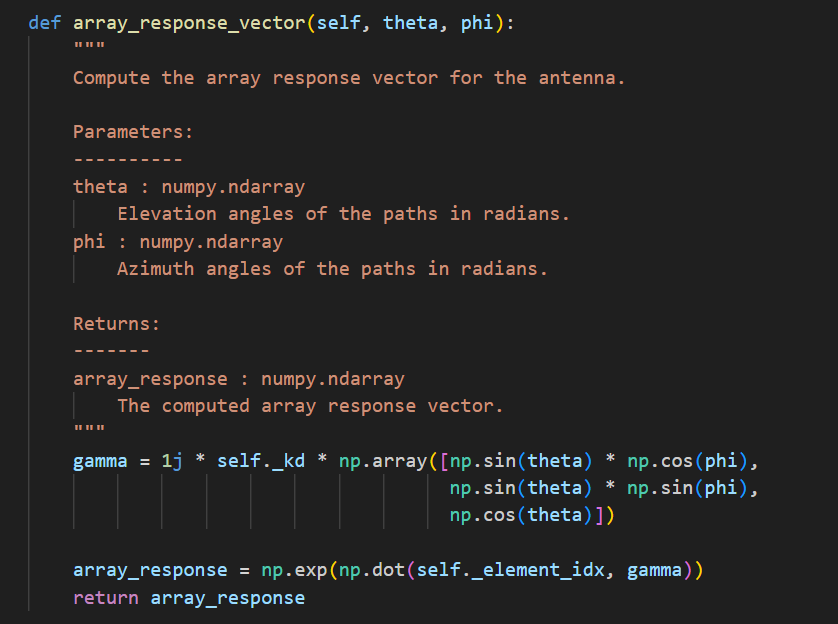 def array_response_vector(self, theta, phi):
"""
Compute the array response vector for the antenna.
Parameters:
----------
theta : numpy.ndarray
Elevation angles of the paths in radians.
phi : numpy.ndarray
Azimuth angles of the paths in radians.
Returns:
-------
array_response : numpy.ndarray
The computed array response vector.
"""
gamma = 1j * self._kd * np.array([np.sin(theta) * np.cos(phi),
np.sin(theta) * np.sin(phi),
np.cos(theta)])
array_response = np.exp(np.dot(self._element_idx, gamma))
return array_response